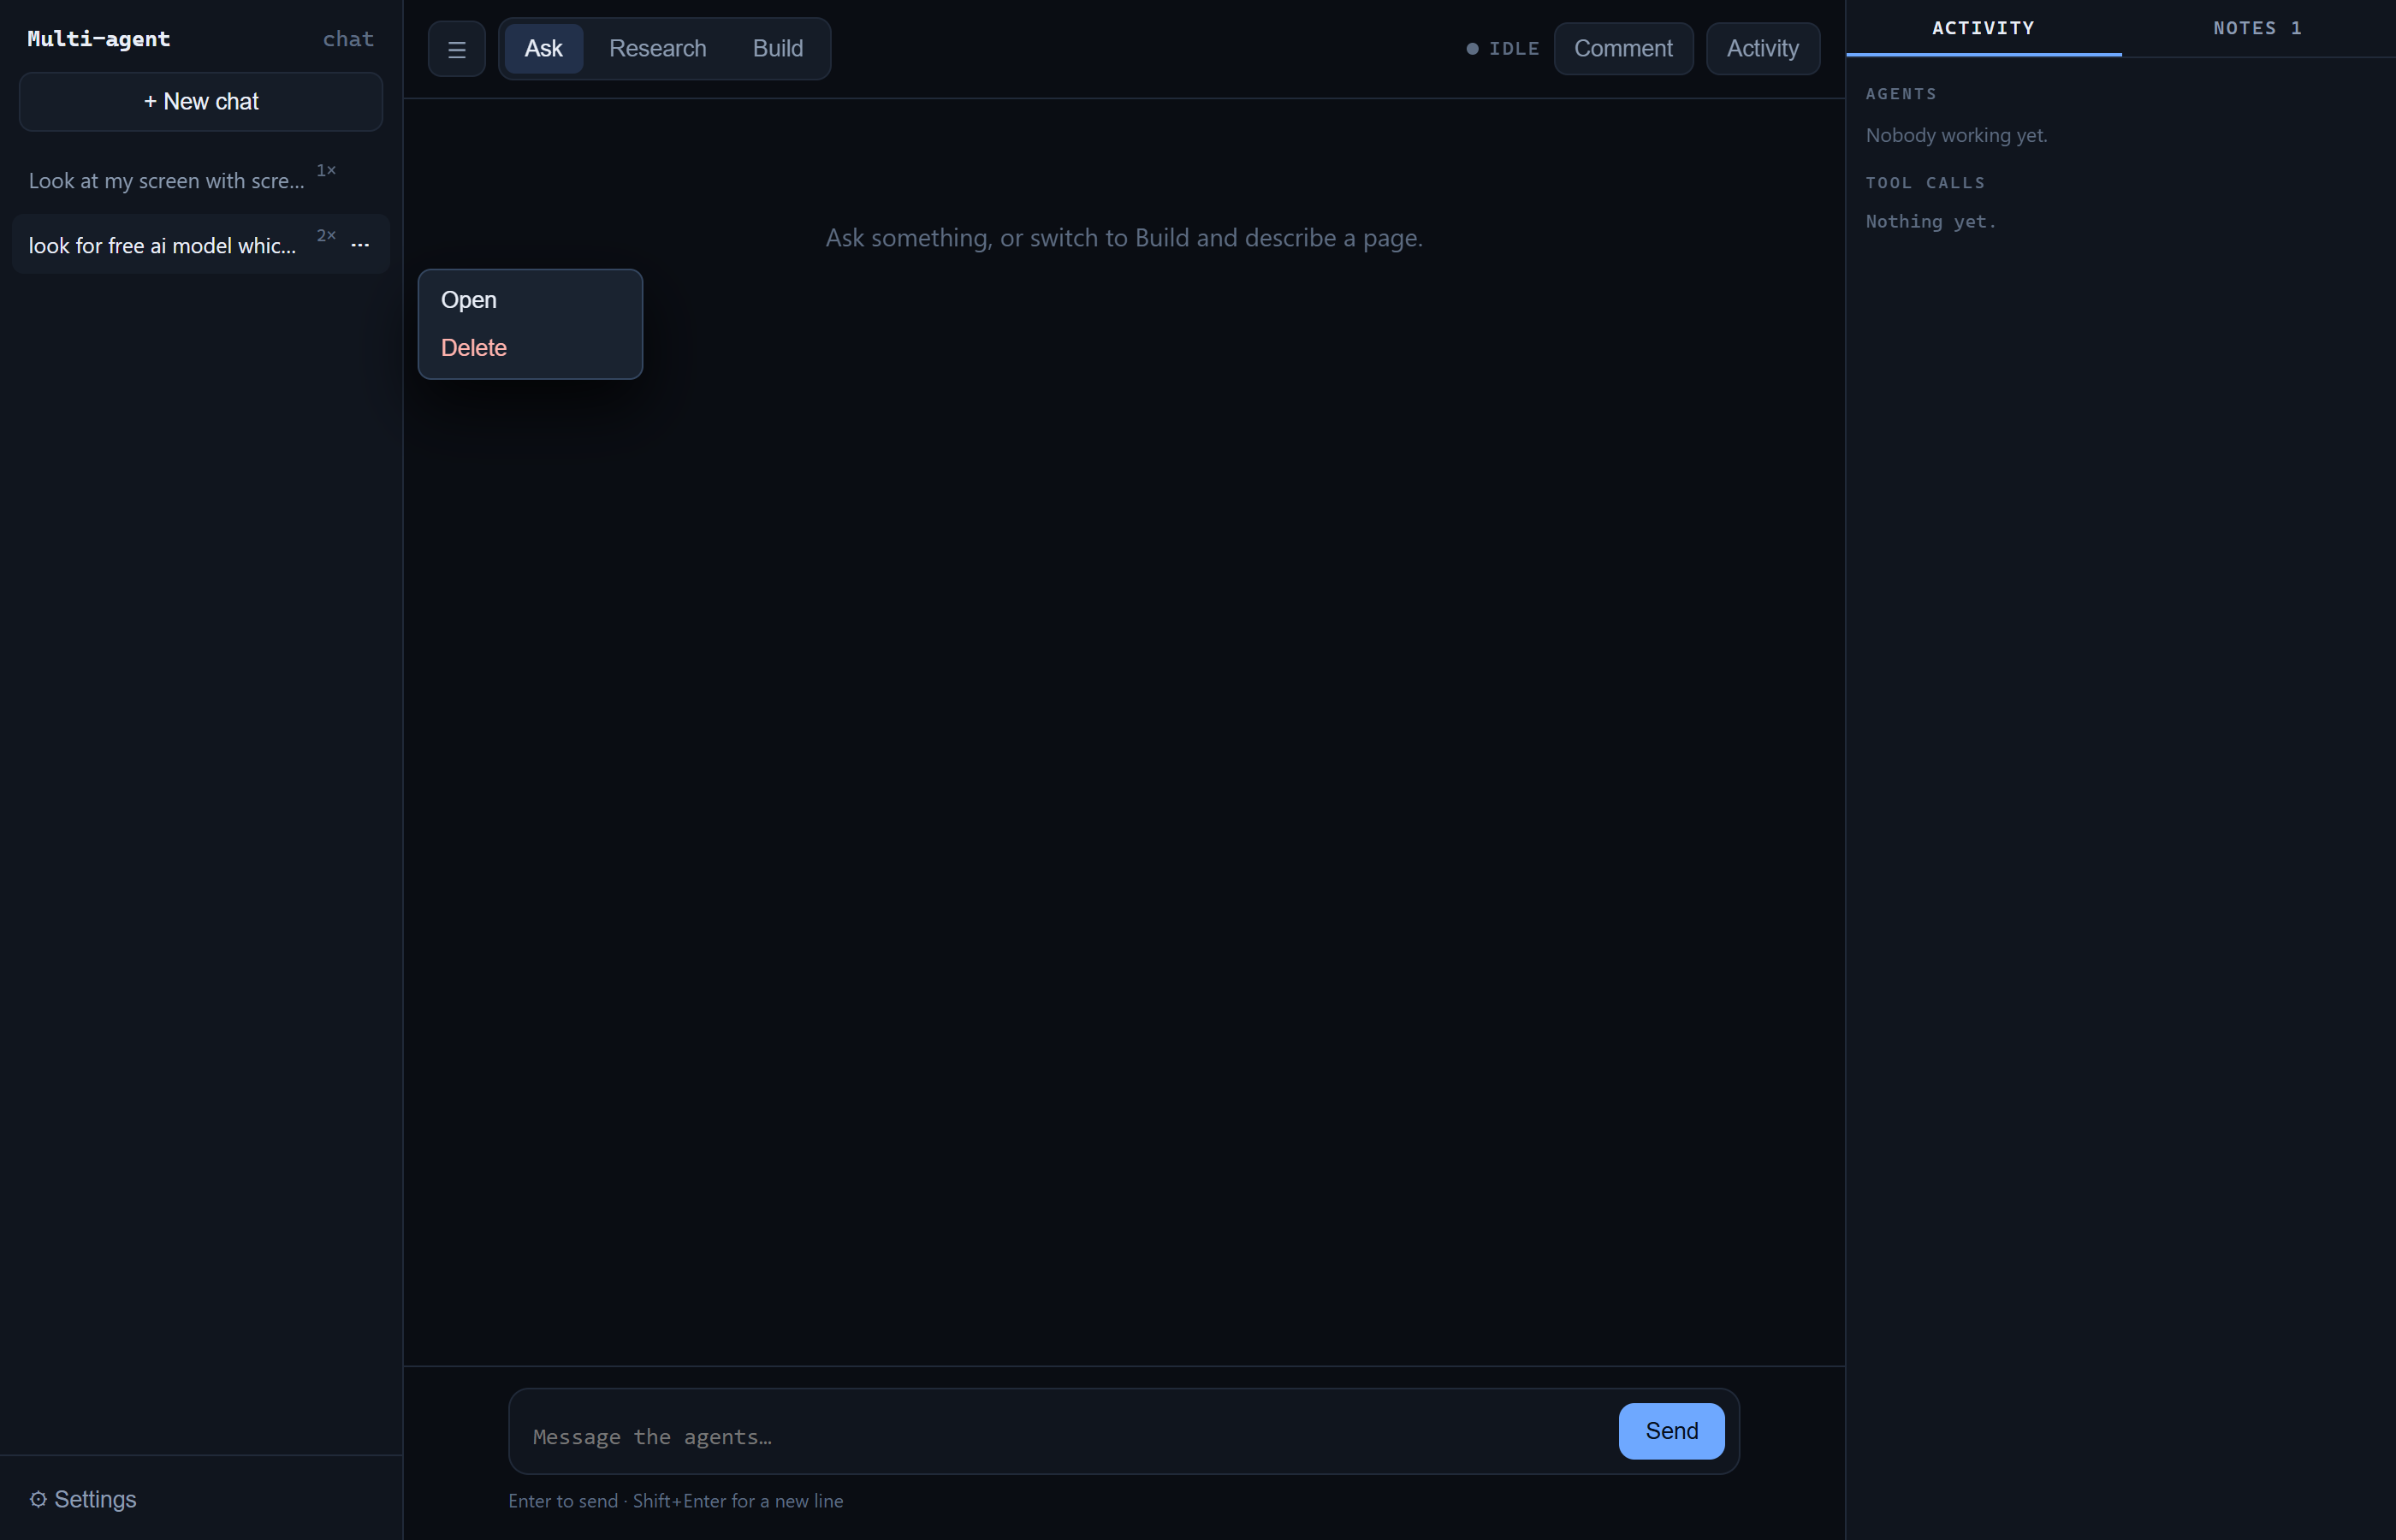 Multi-agent chat
+ New chat
Look at my screen with scre... 1×
look for free ai model whic... 2× ···
Settings
☰
Ask Research Build
IDLE Comment Activity
Open
Delete
Ask something, or switch to Build and describe a page.
Message the agents…
Send
Enter to send · Shift+Enter for a new line
ACTIVITY NOTES 1
AGENTS
Nobody working yet.
TOOL CALLS
Nothing yet.